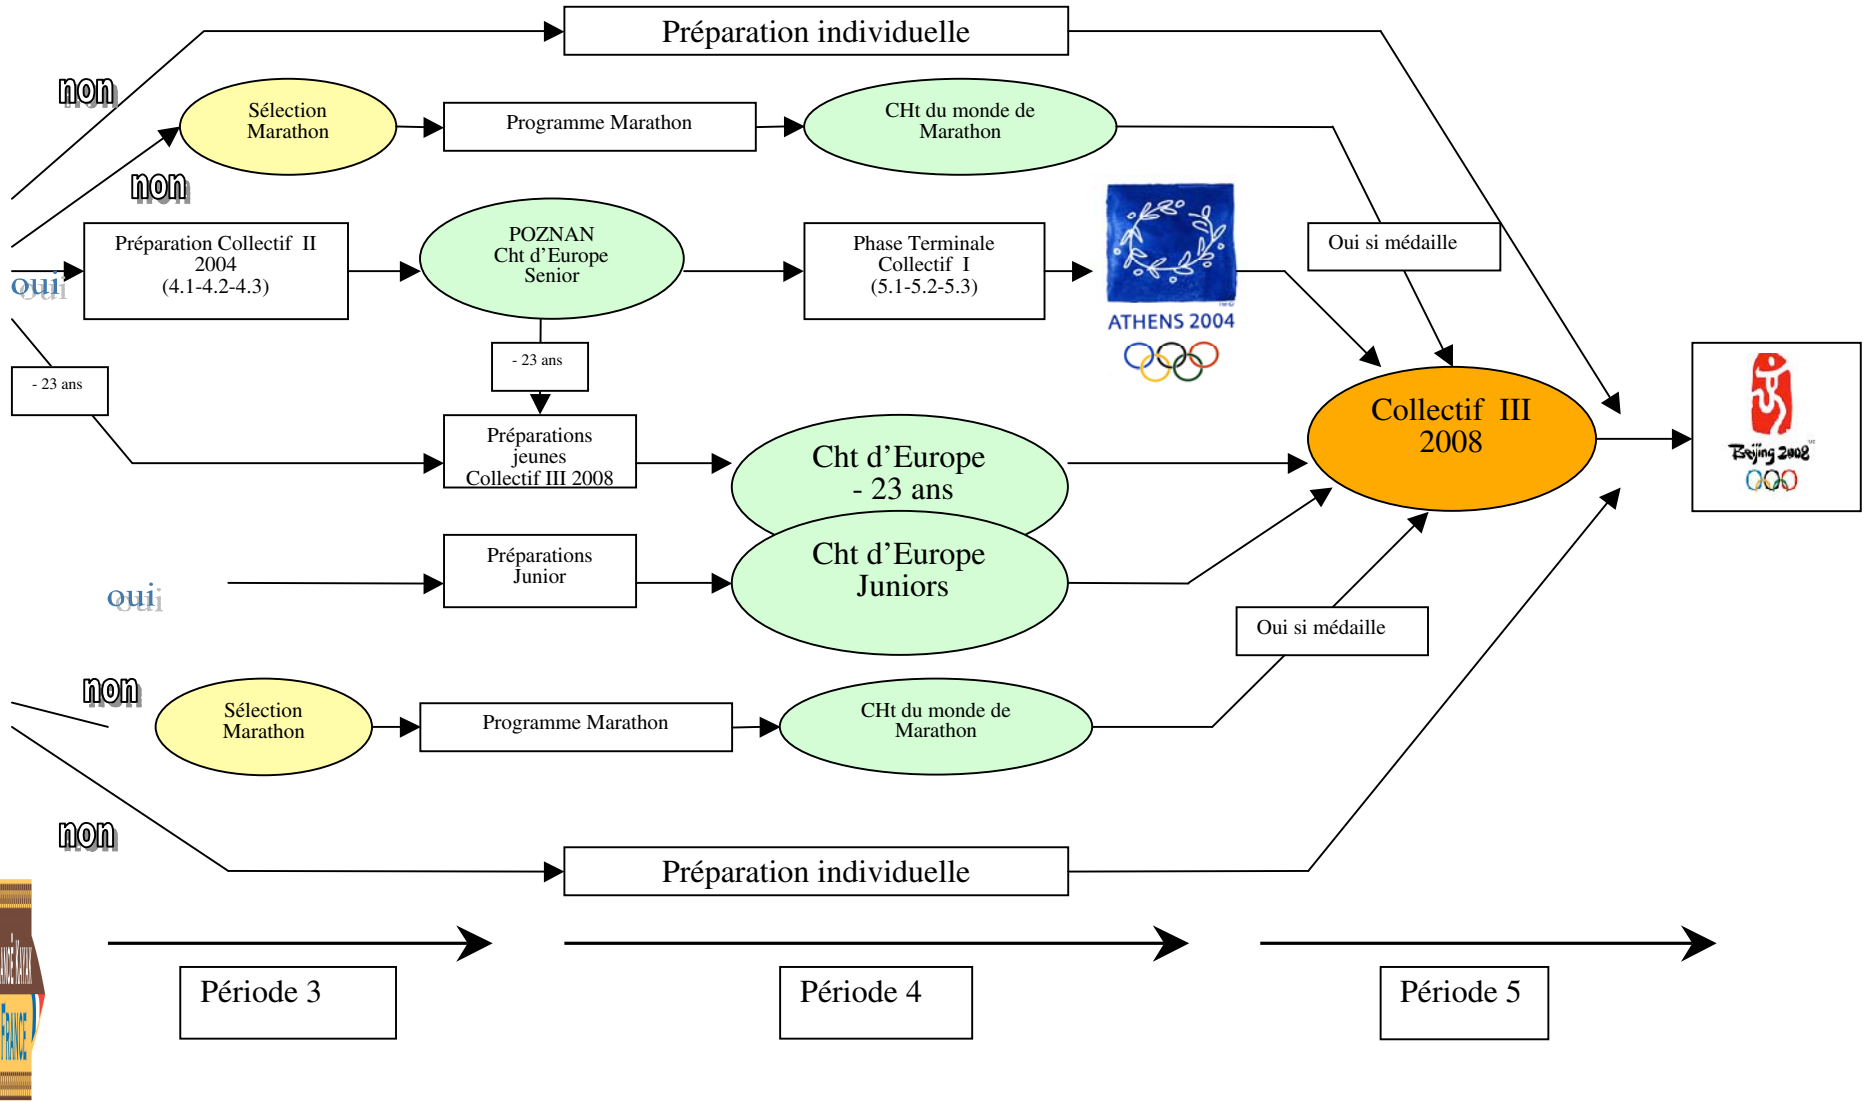 Préparation individuelle
non
Sélection
Marathon
Programme Marathon
CHt du monde de
Marathon
non
Préparation Collectif II
2004
(4.1-4.2-4.3)
POZNAN
Cht d’Europe
Senior
Phase Terminale
Collectif I
(5.1-5.2-5.3)
ATHENS 2004
Oui si médaille
oui
- 23 ans
- 23 ans
Collectif III
2008
Beijing 2008
Préparations
jeunes
Collectif III 2008
Cht d’Europe
- 23 ans
Préparations
Junior
Cht d’Europe
Juniors
oui
Oui si médaille
non
Sélection
Marathon
Programme Marathon
CHt du monde de
Marathon
non
Préparation individuelle
KAYAK
FRANCE
Période 3
Période 4
Période 5